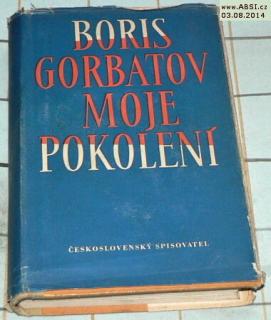 www.ABSI.cz
03.08.2014
BORIS
GORBATOV
MOJE
POKOLENÍ
ČESKOSLOVENSKÝ SPISOVATEL